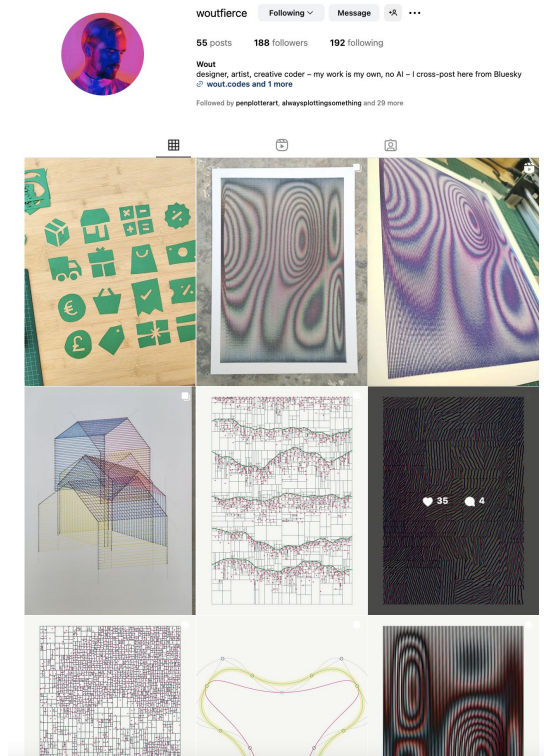 woutfierce Following Message
55 posts 188 followers 192 following
Wout
designer, artist, creative coder – my work is my own, no AI – I cross-post here from Bluesky
wout.codes and 1 more
Followed by penplotterart, alwaysplottingsomething and 29 more
35 4